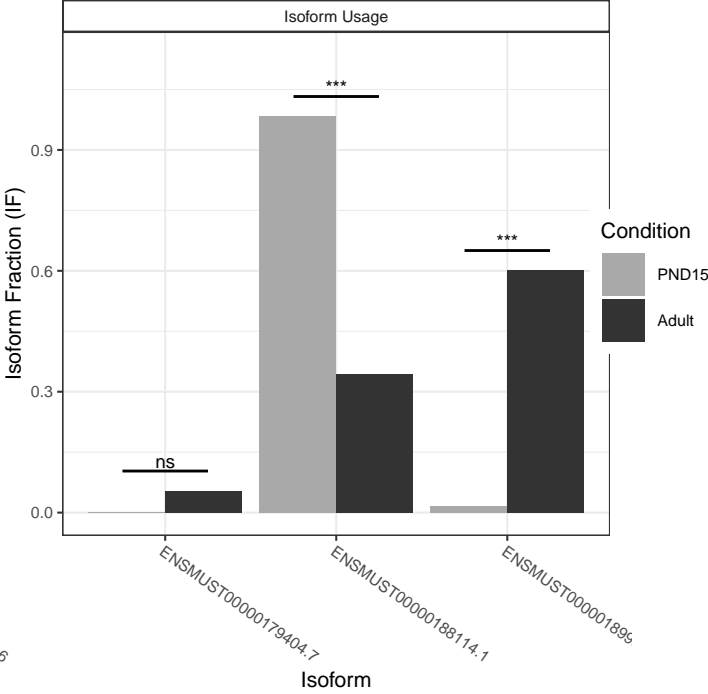 Isoform Usage
***
***
ns
0.9
0.6
0.3
0.0
Isoform Fraction (IF)
Condition
PND15
Adult
ENSMUST00000179404.7
ENSMUST00000188114.1
Isoform